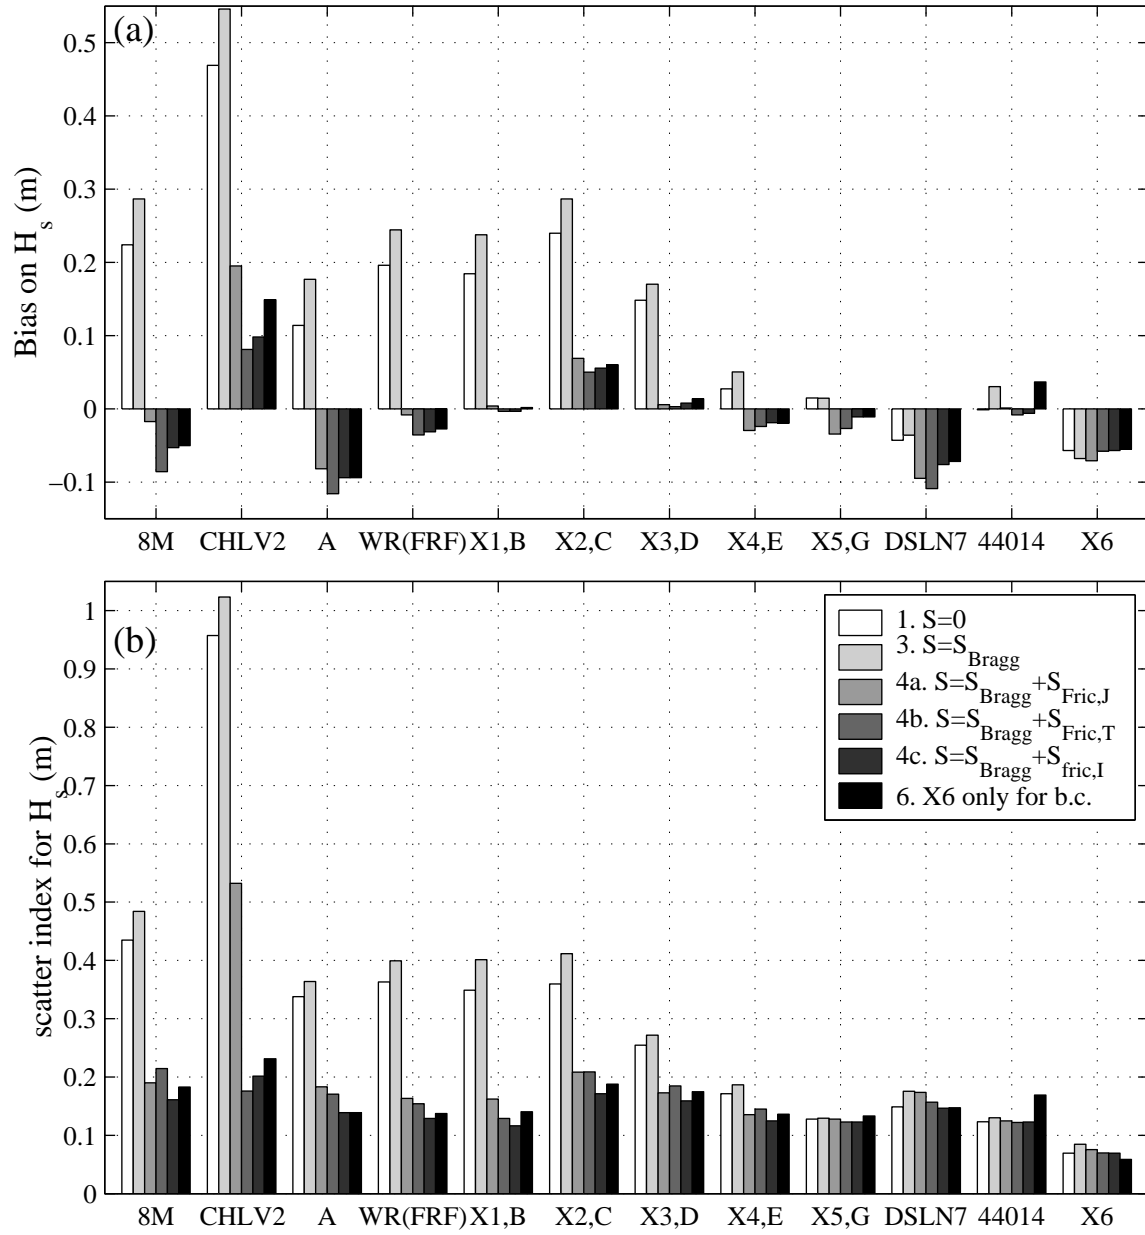 (a)
0.5
0.4
0.3
0.2
0.1
0
−0.1
Bias on H_s (m)
8M CHLV2 A WR(FRF) X1,B X2,C X3,D X4,E X5,G DSLN7 44014 X6
(b)
1
0.9
0.8
0.7
0.6
0.5
0.4
0.3
0.2
0.1
0
scatter index for H_s (m)
1. S=0
3. S=S_Bragg
4a. S=S_Bragg+S_Fric,J
4b. S=S_Bragg+S_Fric,T
4c. S=S_Bragg+S_fric,I
6. X6 only for b.c.
8M CHLV2 A WR(FRF) X1,B X2,C X3,D X4,E X5,G DSLN7 44014 X6